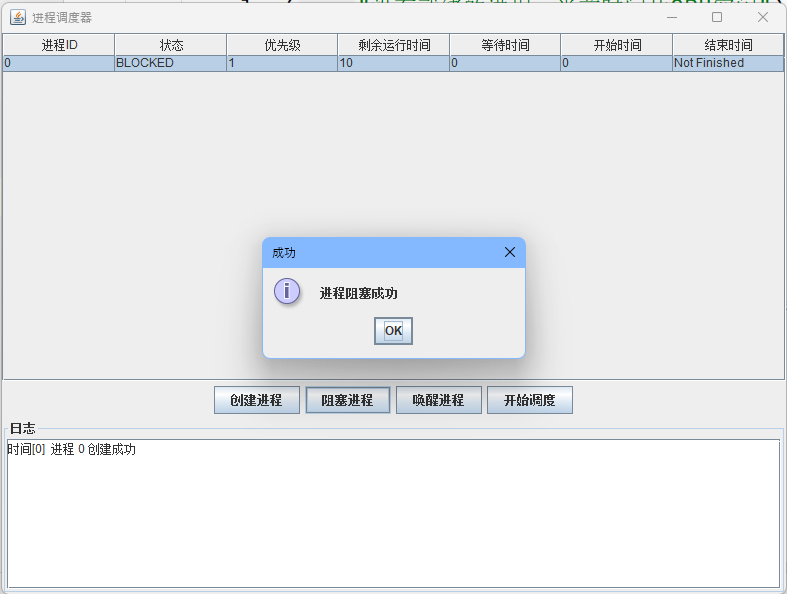 进程调度器
进程ID 状态 优先级 剩余运行时间 等待时间 开始时间 结束时间
0 BLOCKED 1 10 0 0 Not Finished
成功
进程阻塞成功
OK
创建进程 阻塞进程 唤醒进程 开始调度
日志
时间[0] 进程 0 创建成功